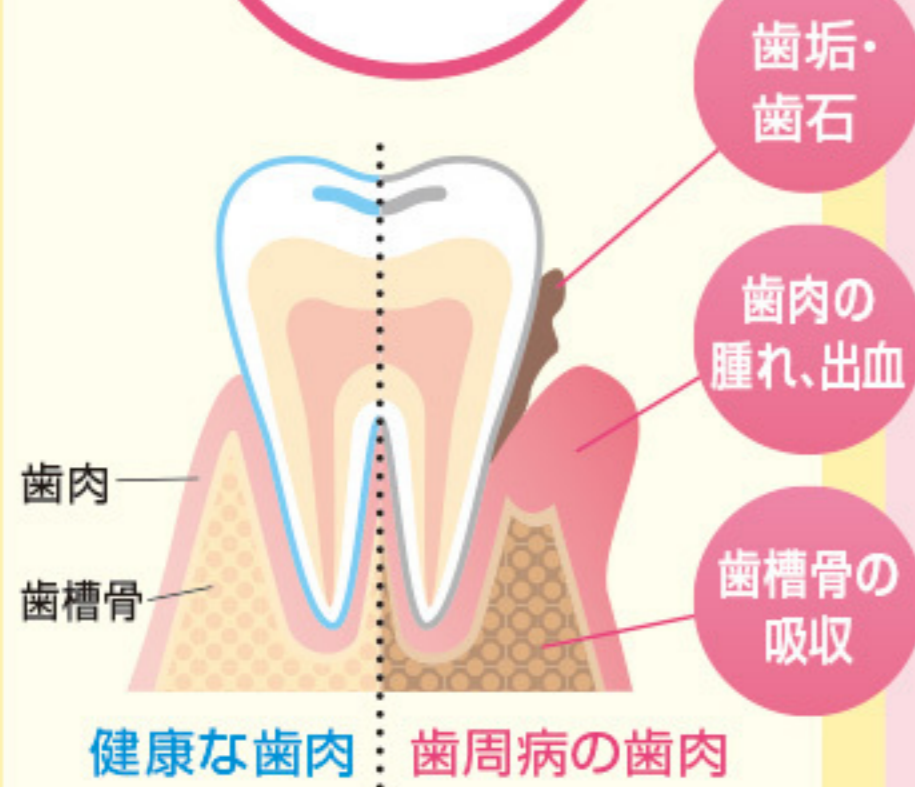 歯垢・
歯石
歯肉の
腫れ、出血
歯肉
歯槽骨
歯槽骨の
吸収
健康な歯肉
歯周病の歯肉